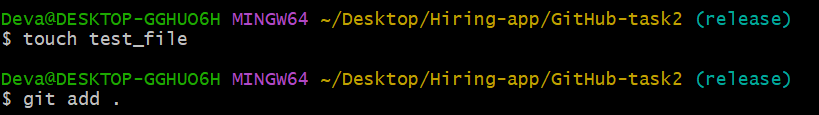 Deva@DESKTOP-GGHUO6H MINGW64 ~/Desktop/Hiring-app/GitHub-task2 (release)
$ touch test_file
Deva@DESKTOP-GGHUO6H MINGW64 ~/Desktop/Hiring-app/GitHub-task2 (release)
$ git add .